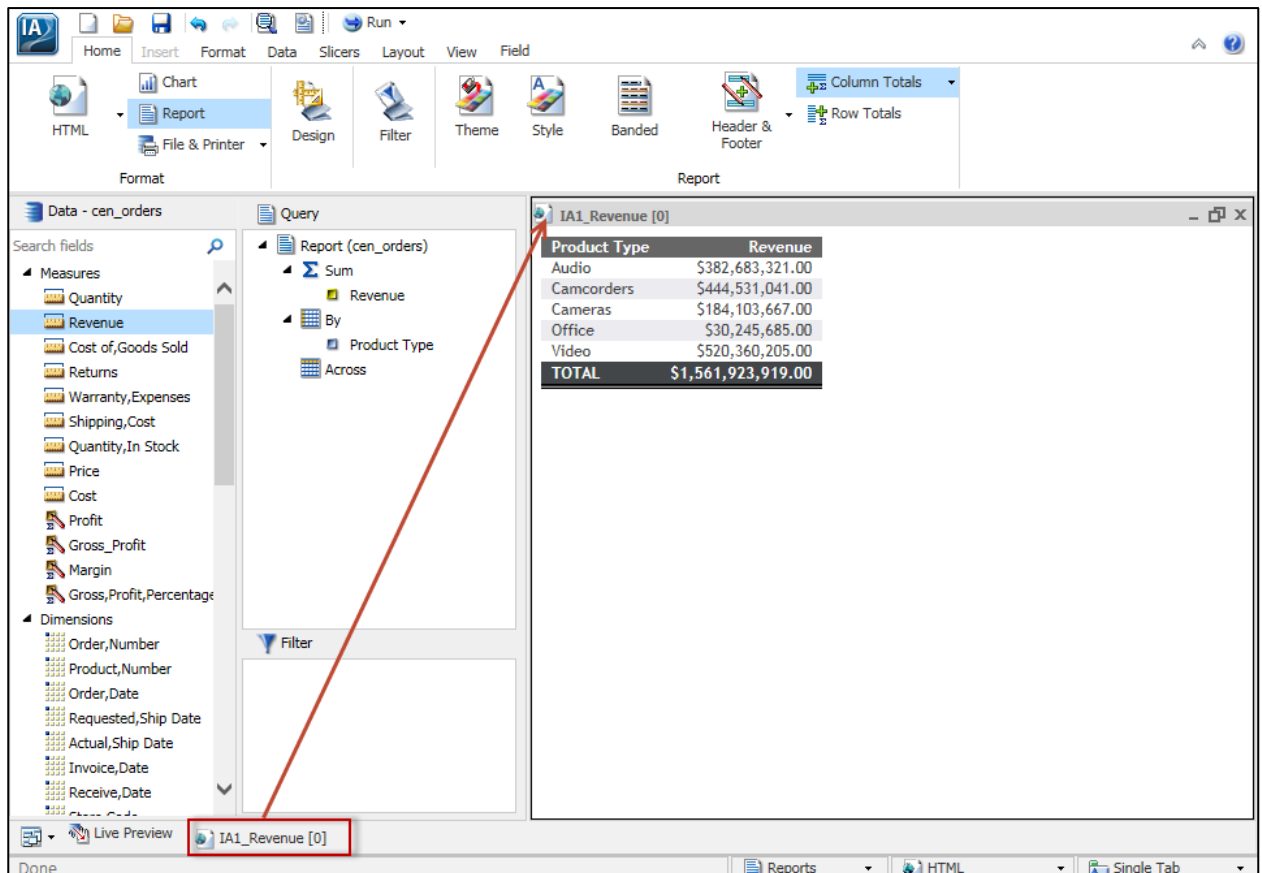 IA
Run
Home Insert Format Data Slicers Layout View Field
HTML
Chart
Report
File & Printer
Format
Design
Filter
Theme
Style
Banded
Header &
Footer
Column Totals
Row Totals
Report
Data - cen_orders
Search fields
Measures
Quantity
Revenue
Cost of,Goods Sold
Returns
Warranty,Expenses
Shipping,Cost
Quantity,In Stock
Price
Cost
Profit
Gross_Profit
Margin
Gross,Profit,Percentage
Dimensions
Order,Number
Product,Number
Order,Date
Requested,Ship Date
Actual,Ship Date
Invoice,Date
Receive,Date
Query
Report (cen_orders)
Sum
Revenue
By
Product Type
Across
Filter
IA1_Revenue [0]
Product Type Revenue
Audio $382,683,321.00
Camcorders $444,531,041.00
Cameras $184,103,667.00
Office $30,245,685.00
Video $520,360,205.00
TOTAL $1,561,923,919.00
Live Preview IA1_Revenue [0]
Done Reports HTML Single Tab